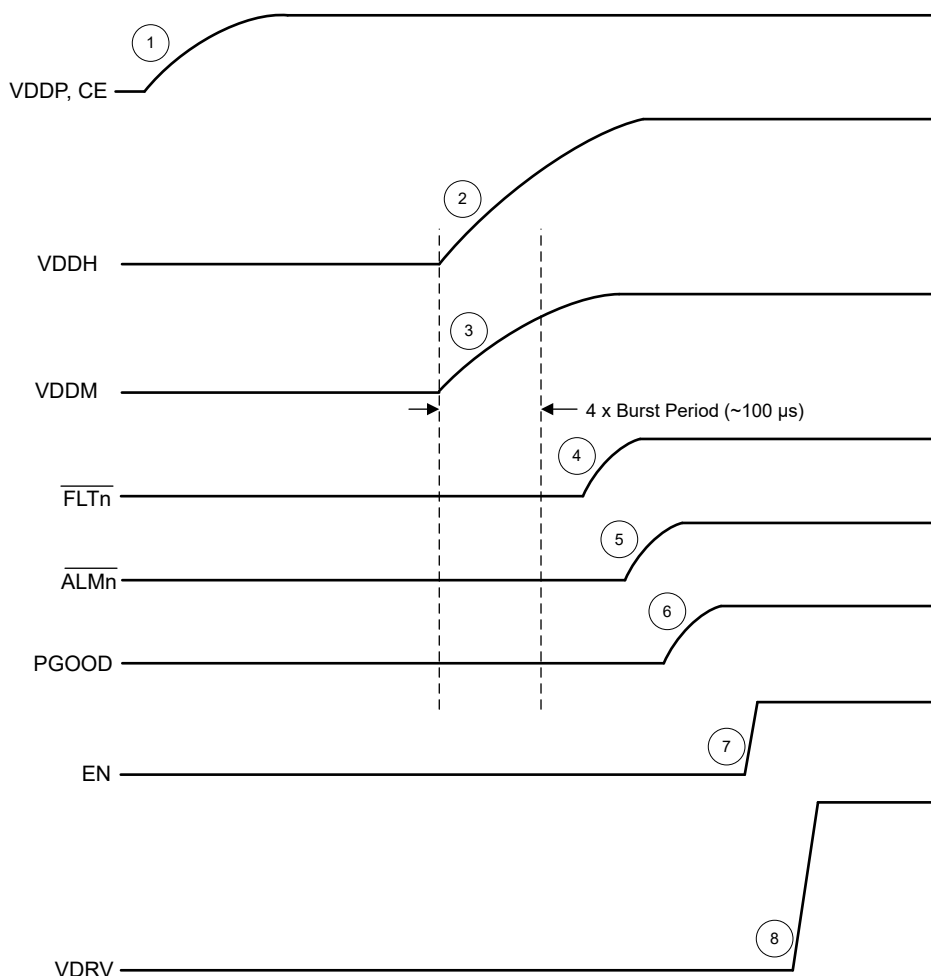 1
VDDP, CE
2
VDDH
3
VDDM
4 x Burst Period (~100 µs)
4
FLTn
5
ALMn
6
PGOOD
7
EN
8
VDRV